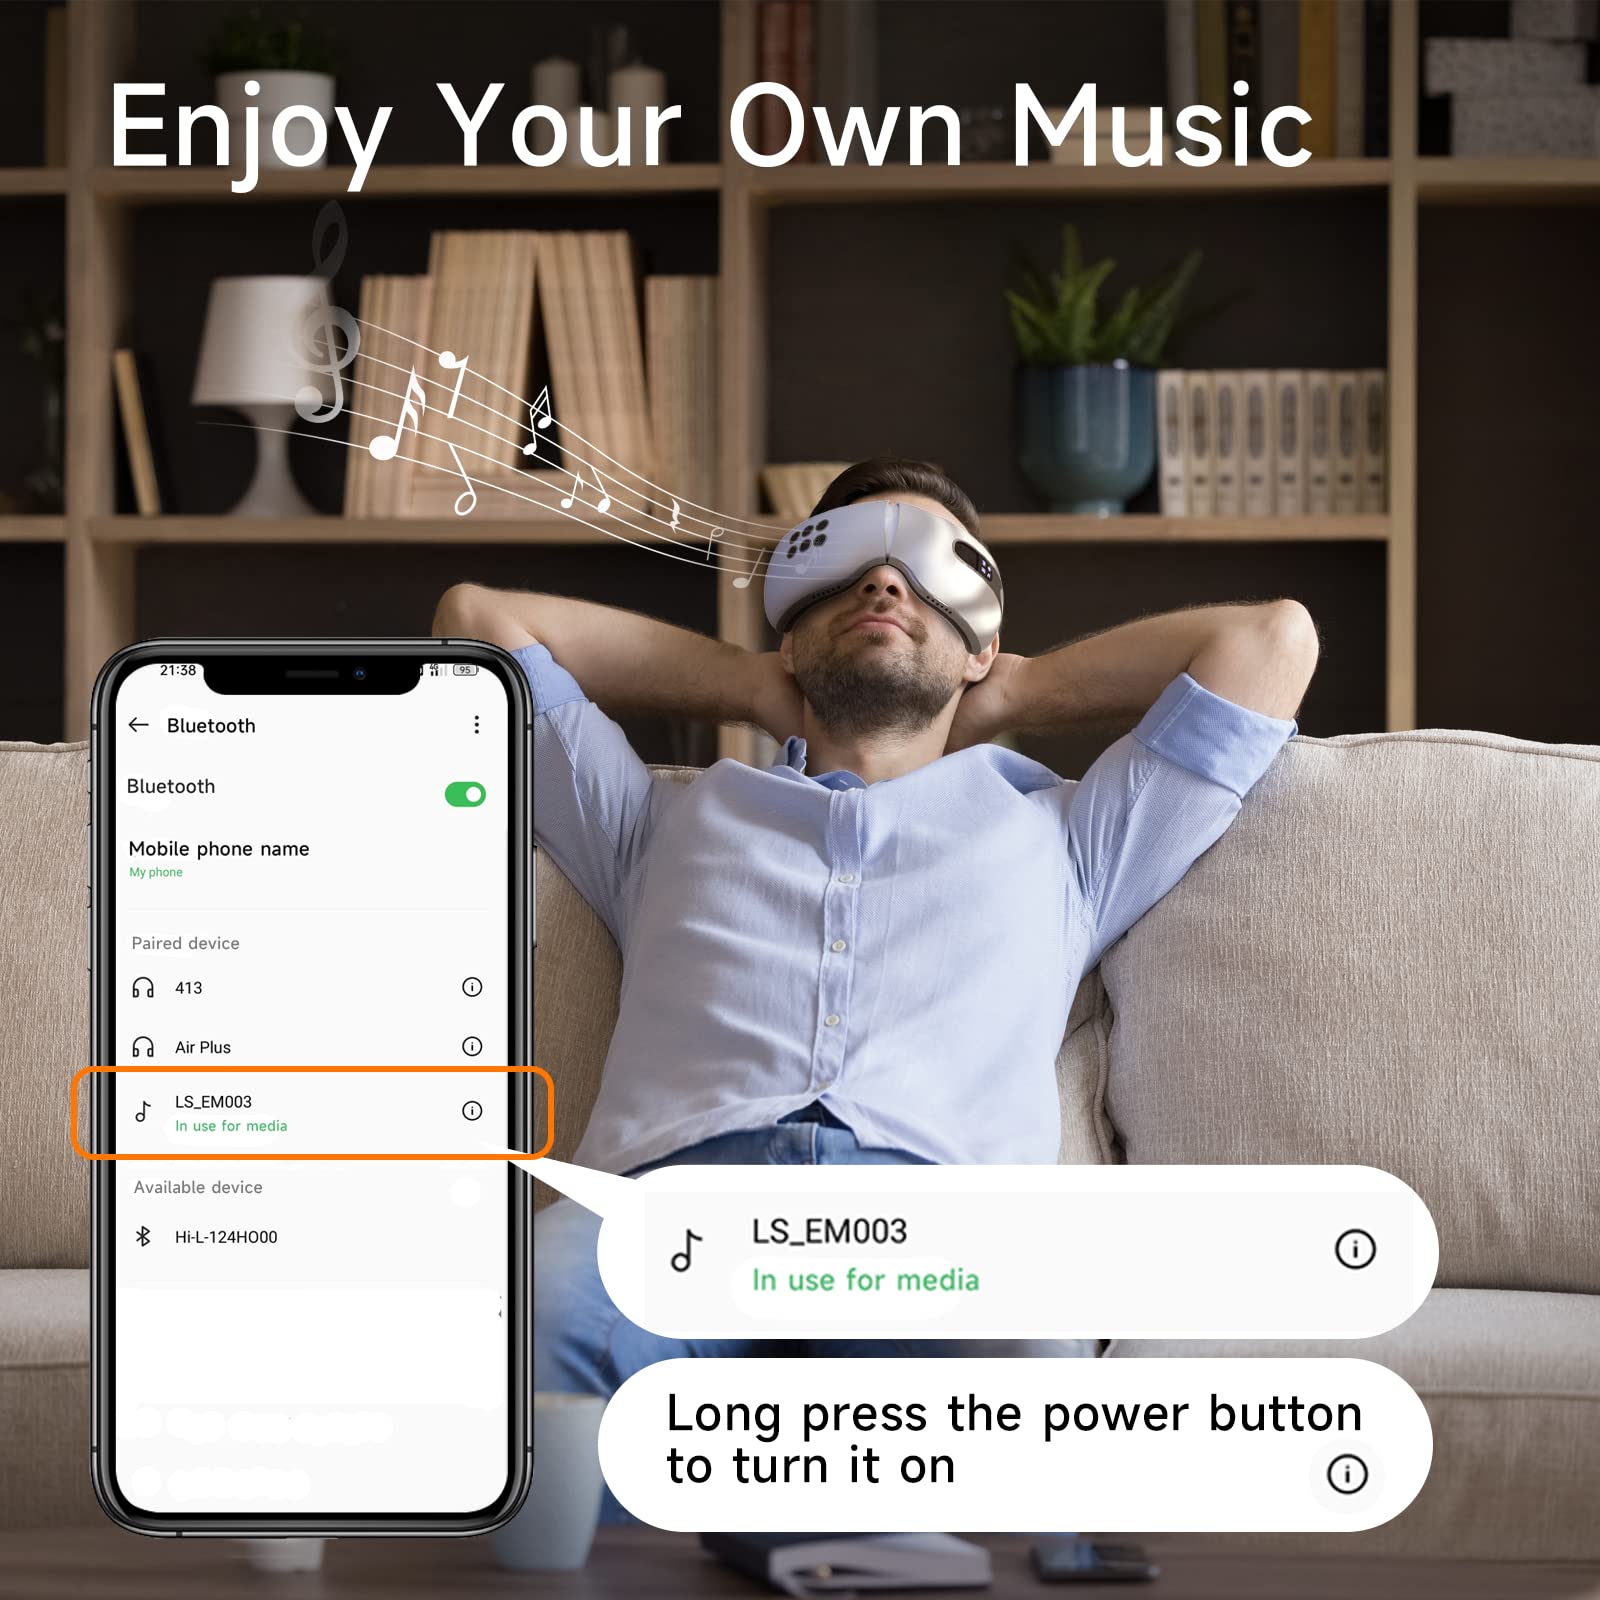 Enjoy Your Own Music
21:38
4G
95
Bluetooth
Bluetooth
Mobile phone name
My phone
Paired device
413
Air Plus
LS_EM003
In use for media
Available device
Hi-L-124HO00
LS_EM003
In use for media
Long press the power button
to turn it on